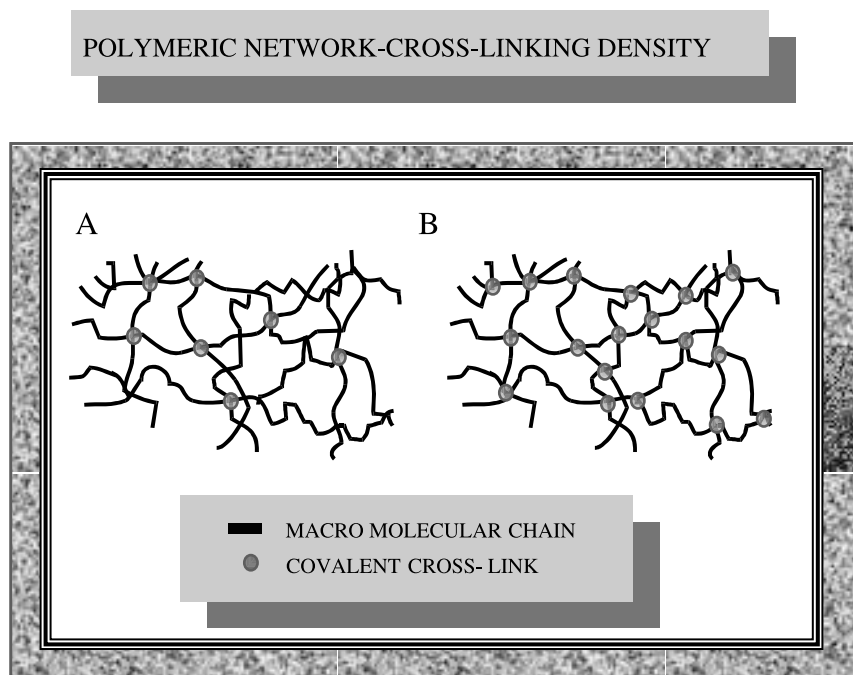 POLYMERIC NETWORK-CROSS-LINKING DENSITY
A
B
MACRO MOLECULAR CHAIN
COVALENT CROSS- LINK